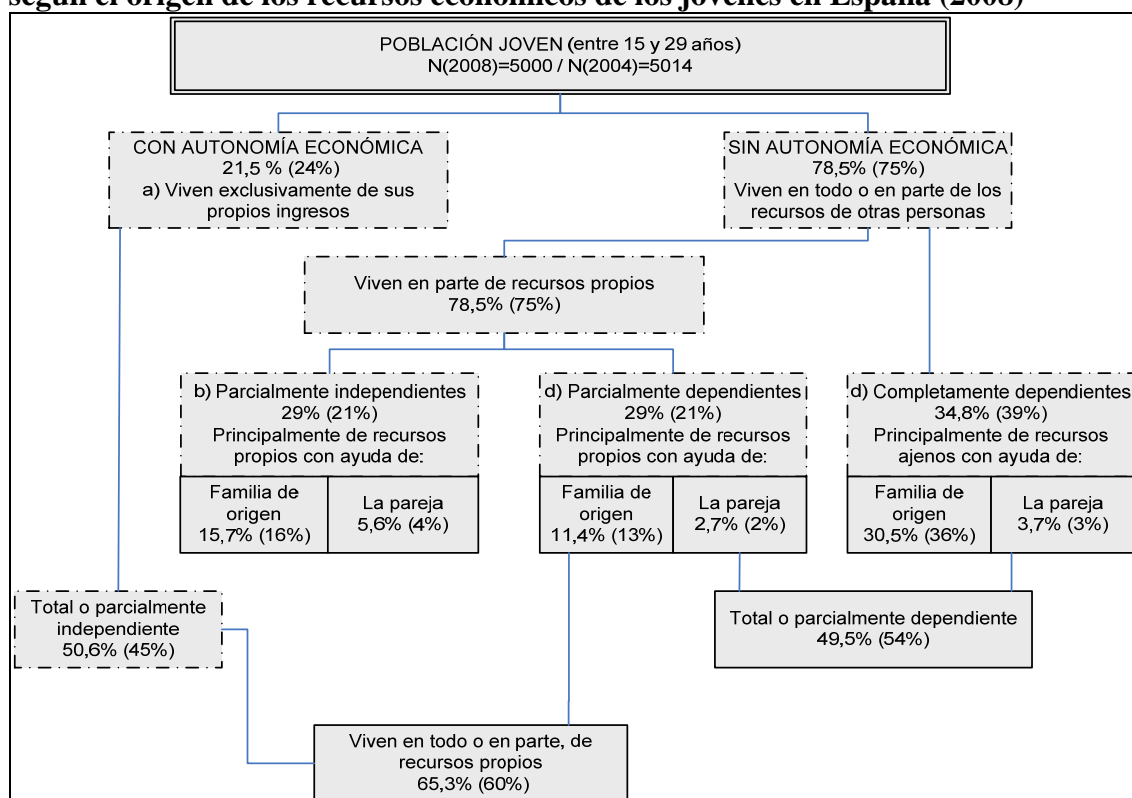 según el origen de los recursos económicos de los jóvenes en España (2008)
POBLACIÓN JOVEN (entre 15 y 29 años)
N(2008)=5000 / N(2004)=5014
CON AUTONOMÍA ECONÓMICA
21,5 % (24%)
a) Viven exclusivamente de sus
propios ingresos
SIN AUTONOMÍA ECONÓMICA
78,5% (75%)
Viven en todo o en parte de los
recursos de otras personas
Viven en parte de recursos propios
78,5% (75%)
b) Parcialmente independientes
29% (21%)
Principalmente de recursos
propios con ayuda de:
Familia de
origen
15,7% (16%)
La pareja
5,6% (4%)
d) Parcialmente dependientes
29% (21%)
Principalmente de recursos
propios con ayuda de:
Familia de
origen
11,4% (13%)
La pareja
2,7% (2%)
d) Completamente dependientes
34,8% (39%)
Principalmente de recursos
ajenos con ayuda de:
Familia de
origen
30,5% (36%)
La pareja
3,7% (3%)
Total o parcialmente
independiente
50,6% (45%)
Total o parcialmente dependiente
49,5% (54%)
Viven en todo o en parte, de
recursos propios
65,3% (60%)